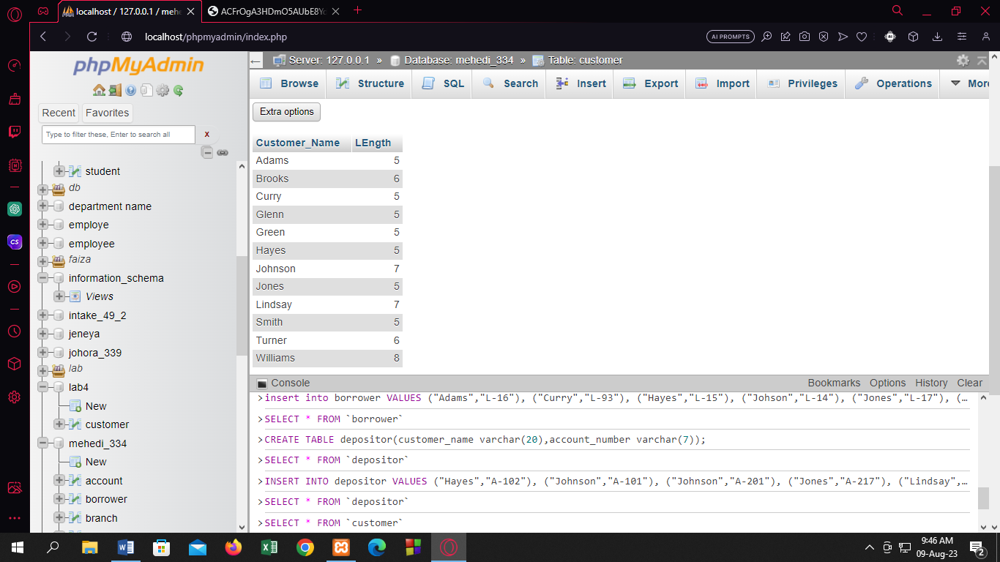 localhost / 127.0.0.1 / mehe
ACFrOgA3HDmO5AUbE8Yc
localhost/phpmyadmin/index.php
AI PROMPTS
phpMyAdmin
Recent
Favorites
Type to filter these, Enter to search all
x
student
db
department name
employe
employee
faiza
information_schema
Views
intake_49_2
jeneya
johora_339
lab
lab4
New
customer
mehedi_334
New
account
borrower
branch
CS
Server: 127.0.0.1 » Database: mehedi_334 » Table: customer
Browse Structure SQL Search Insert Export Import Privileges Operations More
Extra options
Customer_Name LEngth
Adams 5
Brooks 6
Curry 5
Glenn 5
Green 5
Hayes 5
Johnson 7
Jones 5
Lindsay 7
Smith 5
Turner 6
Williams 8
Console Bookmarks Options History Clear
>insert into borrower VALUES ("Adams","L-16"), ("Curry","L-93"), ("Hayes","L-15"), ("Johson","L-14"), ("Jones","L-17"), (…
>SELECT * FROM `borrower`
>CREATE TABLE depositor(customer_name varchar(20),account_number varchar(7));
>SELECT * FROM `depositor`
>INSERT INTO depositor VALUES ("Hayes","A-102"), ("Johnson","A-101"), ("Johnson","A-201"), ("Jones","A-217"), ("Lindsay",…
>SELECT * FROM `depositor`
>SELECT * FROM `customer`
9:46 AM
09-Aug-23
2